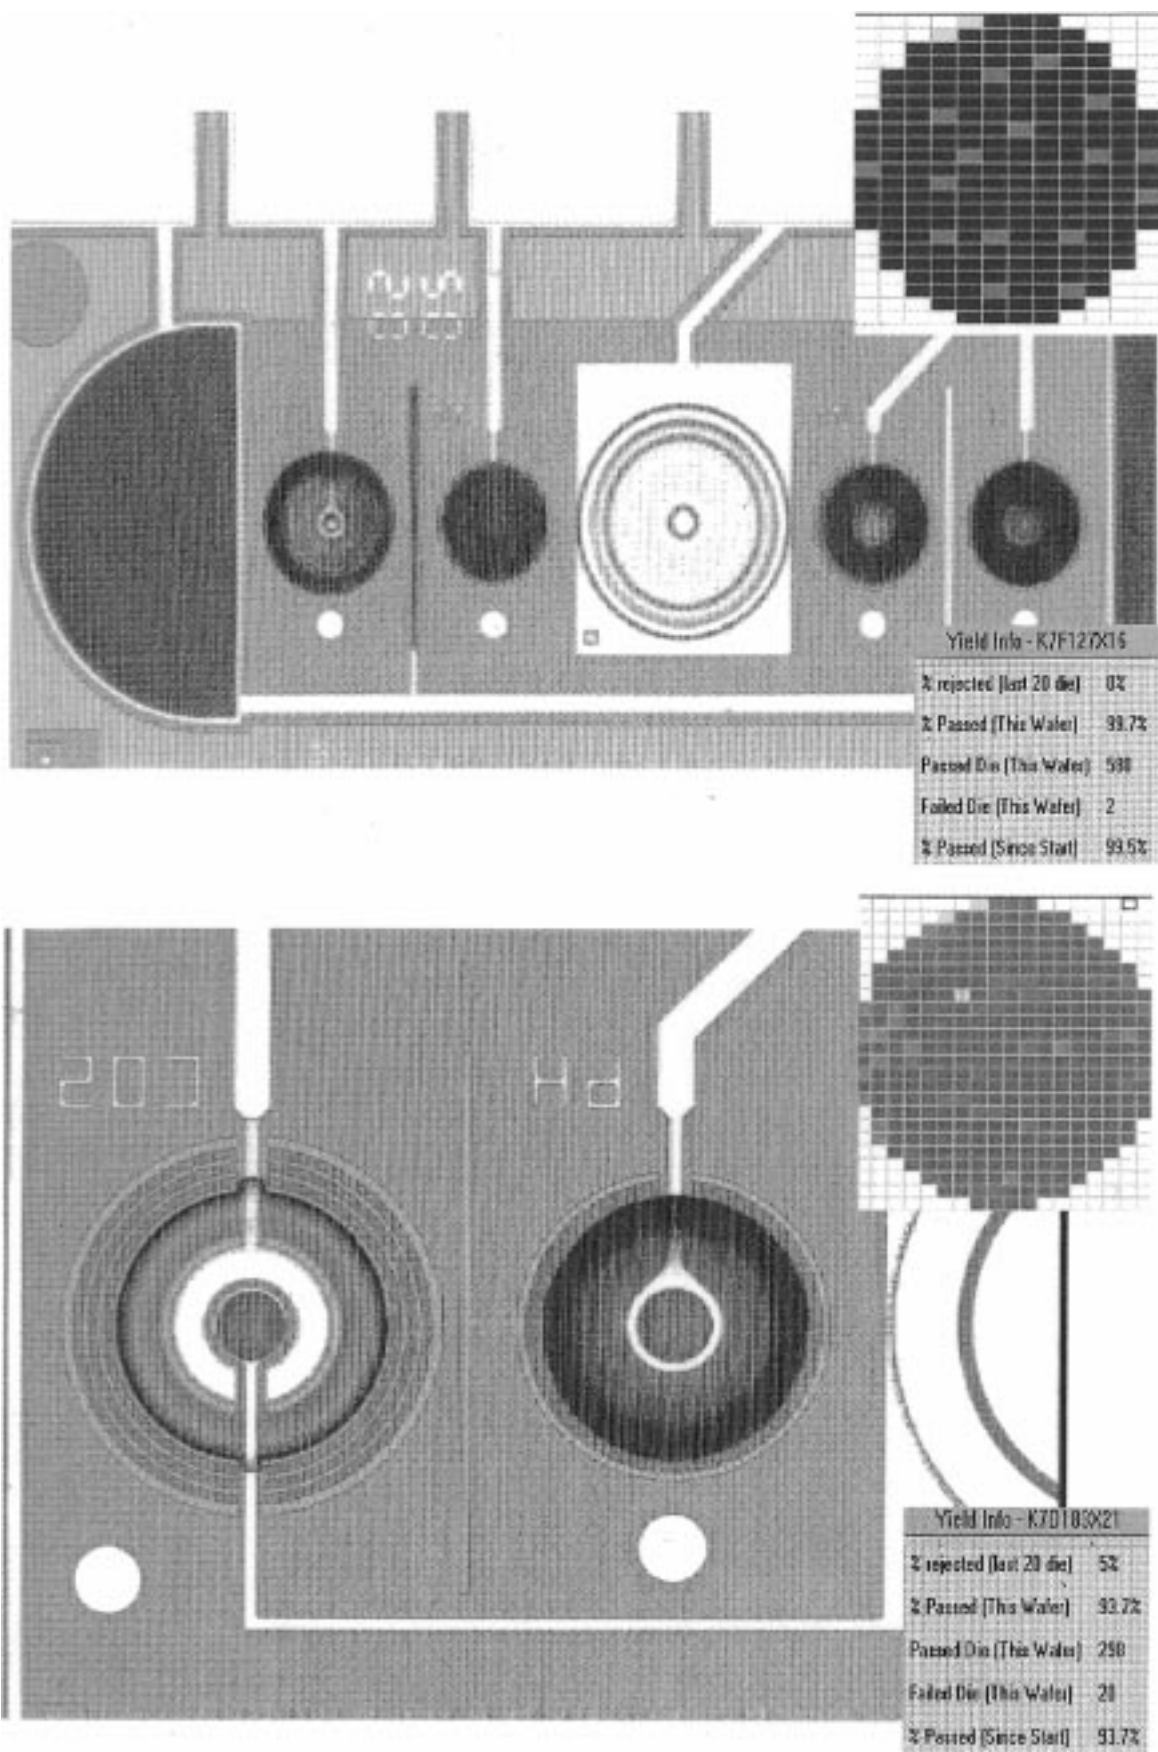 Yield Info - K7F127X16
% rejected (last 20 die) 0%
% Passed (This Wafer) 99.7%
Passed Die (This Wafer)
Failed Die (This Wafer) 2
% Passed (Since Start) 99.5%
203
Hd
Yield Info - K7D183X21
% rejected (last 20 die) 5%
% Passed (This Wafer) 93.7%
Passed Die (This Wafer) 298
Failed Die (This Wafer) 20
% Passed (Since Start) 93.7%